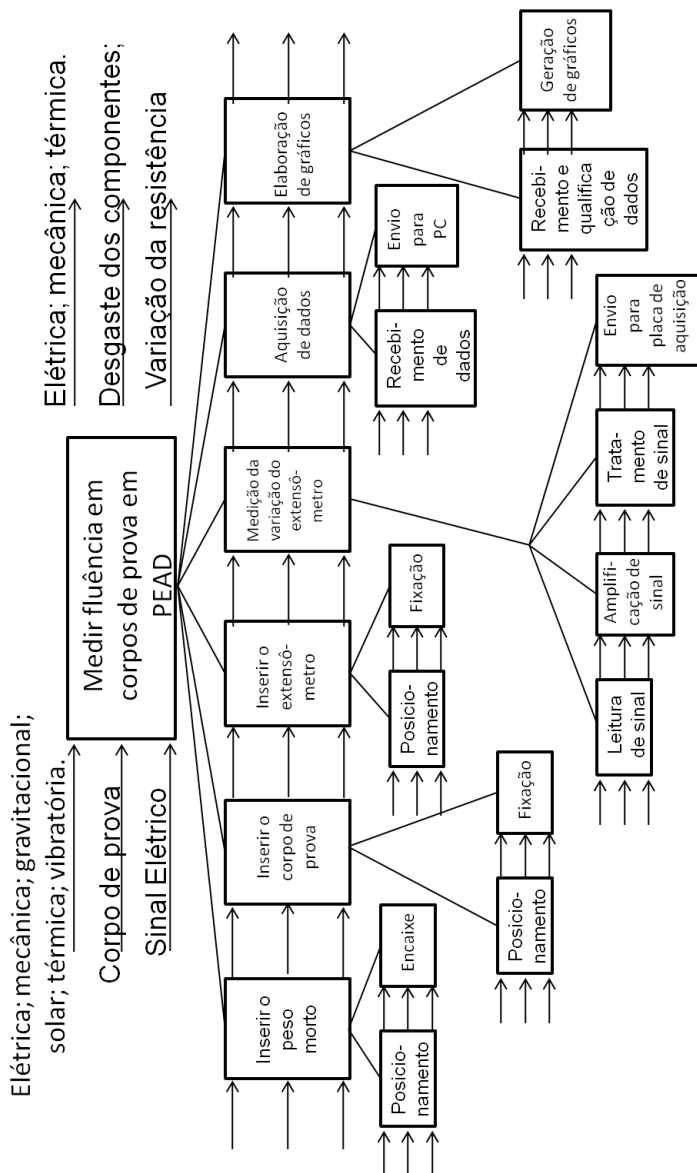 Elétrica; mecânica; gravitacional;
solar; térmica; vibratória.
Corpo de prova
Sinal Elétrico
Medir fluência em
corpos de prova em
PEAD
Elétrica; mecânica; térmica.
Desgaste dos componentes;
Variação da resistência
Inserir o
peso
morto
Inserir o
corpo de
prova
Inserir o
extensô-
metro
Medição da
variação do
extensô-
metro
Aquisição
de dados
Elaboração
de gráficos
Posicio-
namento
Encaixe
Posicio-
namento
Fixação
Posicio-
namento
Fixação
Leitura
de sinal
Amplifi-
cação de
sinal
Trata-
mento
de sinal
Envio
para
placa de
aquisição
Recebi-
mento
de
dados
Envio
para
PC
Recebi-
mento e
qualifica
ção de
dados
Geração
de gráficos